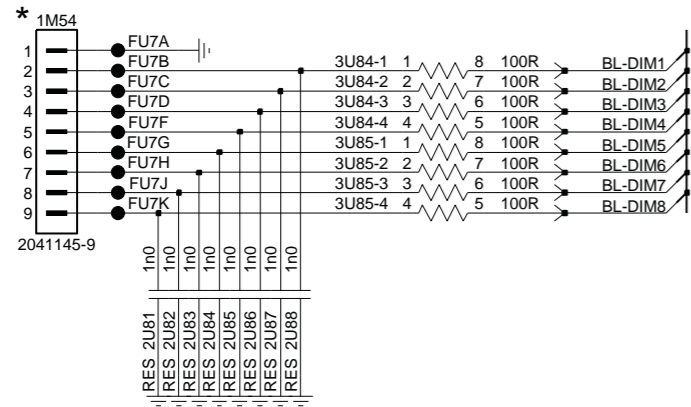 * 1M54
1 FU7A
2 FU7B 3U84-1 1 8 100R BL-DIM1
3 FU7C 3U84-2 2 7 100R BL-DIM2
4 FU7D 3U84-3 3 6 100R BL-DIM3
5 FU7F 3U84-4 4 5 100R BL-DIM4
6 FU7G 3U85-1 1 8 100R BL-DIM5
7 FU7H 3U85-2 2 7 100R BL-DIM6
8 FU7J 3U85-3 3 6 100R BL-DIM7
9 FU7K 3U85-4 4 5 100R BL-DIM8
2041145-9
1n0 1n0 1n0 1n0 1n0 1n0 1n0 1n0
RES 2U81
RES 2U82
RES 2U83
RES 2U84
RES 2U85
RES 2U86
RES 2U87
RES 2U88